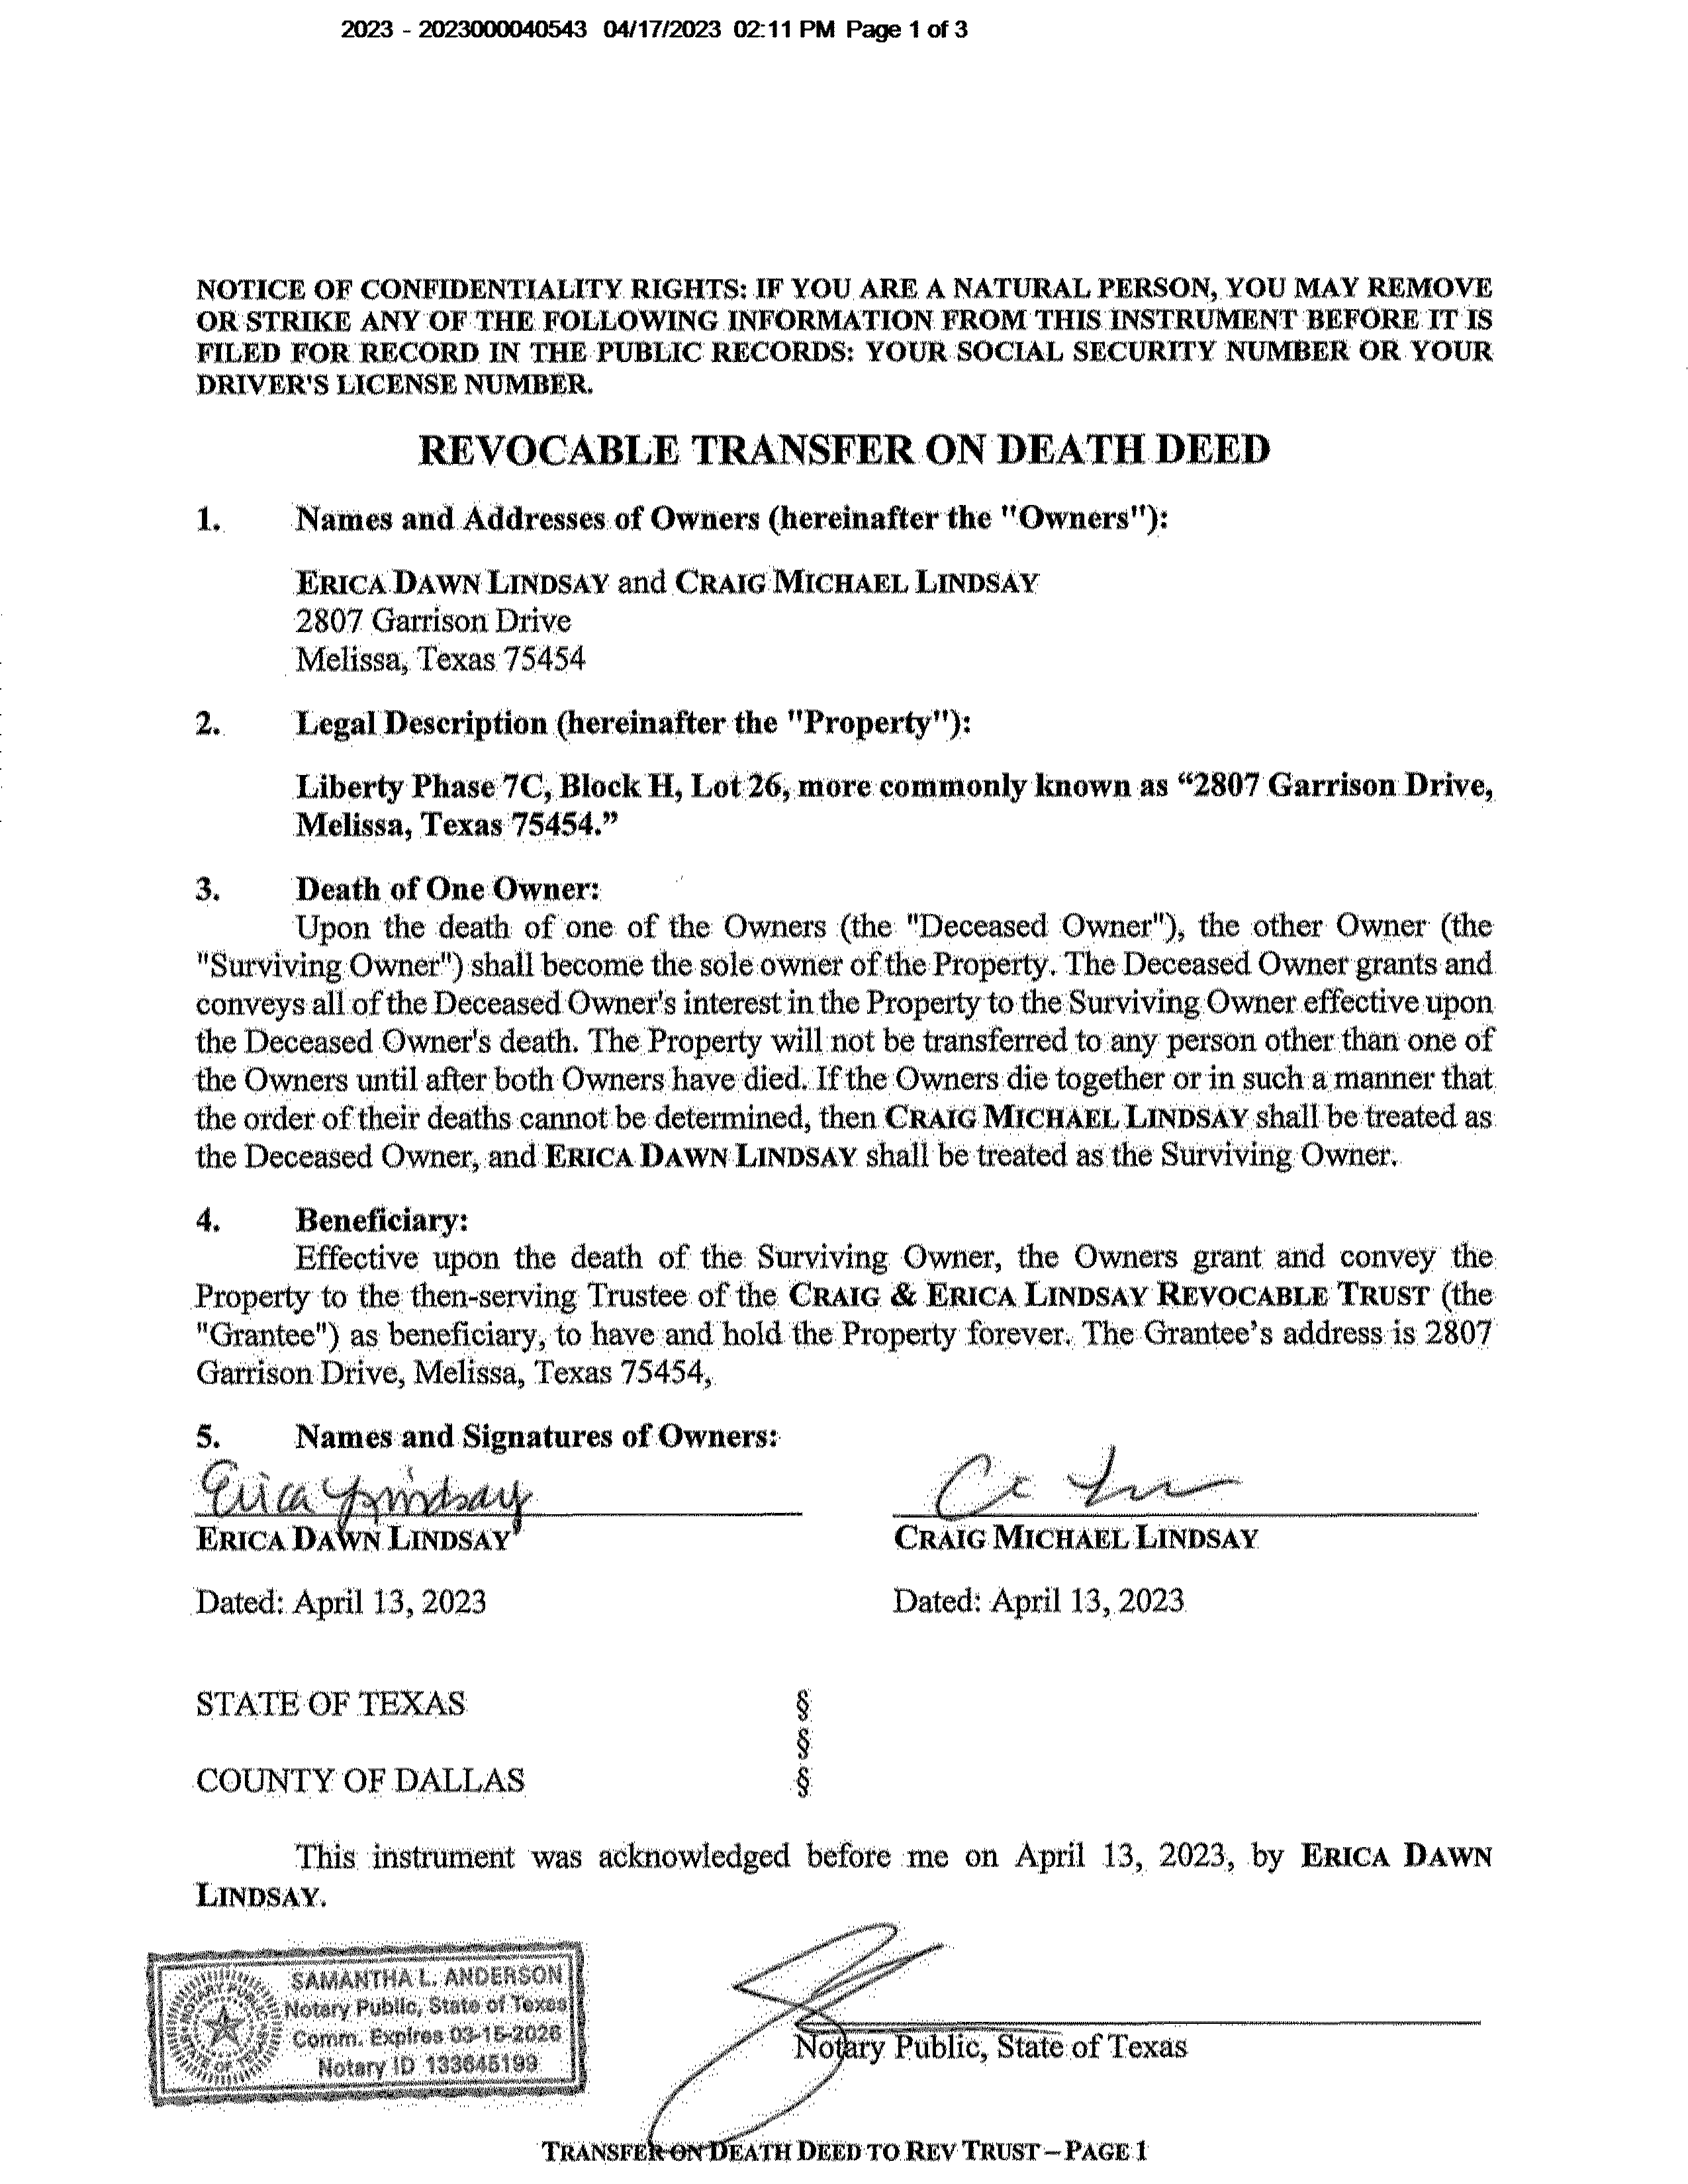 2023 - 2023000040543 04/17/2023 02:11 PM Page 1 of 3
NOTICE OF CONFIDENTIALITY RIGHTS: IF YOU ARE A NATURAL PERSON, YOU MAY REMOVE
OR STRIKE ANY OF THE FOLLOWING INFORMATION FROM THIS INSTRUMENT BEFORE IT IS
FILED FOR RECORD IN THE PUBLIC RECORDS: YOUR SOCIAL SECURITY NUMBER OR YOUR
DRIVER'S LICENSE NUMBER.
REVOCABLE TRANSFER ON DEATH DEED
1. Names and Addresses of Owners (hereinafter the "Owners"):
ERICA DAWN LINDSAY and CRAIG MICHAEL LINDSAY
2807 Garrison Drive
Melissa, Texas 75454
2. Legal Description (hereinafter the "Property"):
Liberty Phase 7C, Block H, Lot 26, more commonly known as “2807 Garrison Drive,
Melissa, Texas 75454.”
3. Death of One Owner:
Upon the death of one of the Owners (the "Deceased Owner"), the other Owner (the
"Surviving Owner") shall become the sole owner of the Property. The Deceased Owner grants and
conveys all of the Deceased Owner's interest in the Property to the Surviving Owner effective upon
the Deceased Owner's death. The Property will not be transferred to any person other than one of
the Owners until after both Owners have died. If the Owners die together or in such a manner that
the order of their deaths cannot be determined, then CRAIG MICHAEL LINDSAY shall be treated as
the Deceased Owner, and ERICA DAWN LINDSAY shall be treated as the Surviving Owner.
4. Beneficiary:
Effective upon the death of the Surviving Owner, the Owners grant and convey the
Property to the then-serving Trustee of the CRAIG & ERICA LINDSAY REVOCABLE TRUST (the
"Grantee") as beneficiary, to have and hold the Property forever. The Grantee’s address is 2807
Garrison Drive, Melissa, Texas 75454,
5. Names and Signatures of Owners:
Erica Lindsay
ERICA DAWN LINDSAY CRAIG MICHAEL LINDSAY
Dated: April 13, 2023 Dated: April 13, 2023
STATE OF TEXAS §
§
COUNTY OF DALLAS §
This instrument was acknowledged before me on April 13, 2023, by ERICA DAWN
LINDSAY.
SAMANTHA L. ANDERSON
Notary Public, State of Texas
Comm. Expires 03-15-2026
Notary ID 133645199
NOTARY PUBLIC
STATE OF TEXAS
Notary Public, State of Texas
TRANSFER ON DEATH DEED TO REV TRUST – PAGE 1